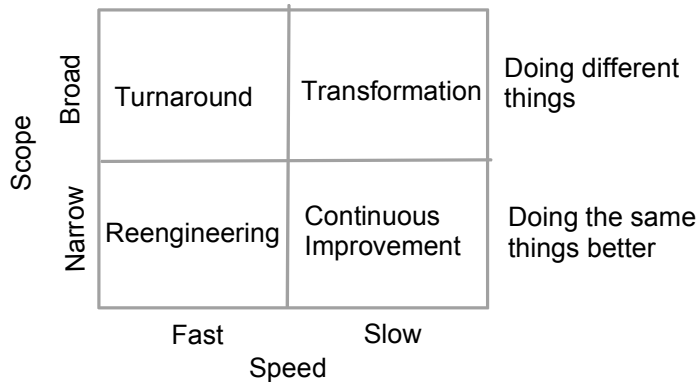 Scope
Broad
Turnaround
Transformation
Doing different
things
Narrow
Reengineering
Continuous
Improvement
Doing the same
things better
Fast
Slow
Speed